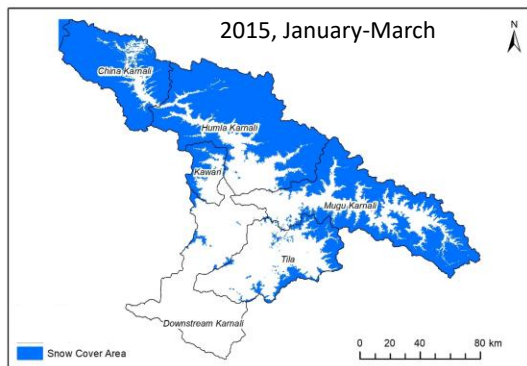 2015, January-March
N
China Karnali
Humla Karnali
Kawari
Mugu Karnali
Tila
Downstream Karnali
Snow Cover Area
0 20 40 80 km